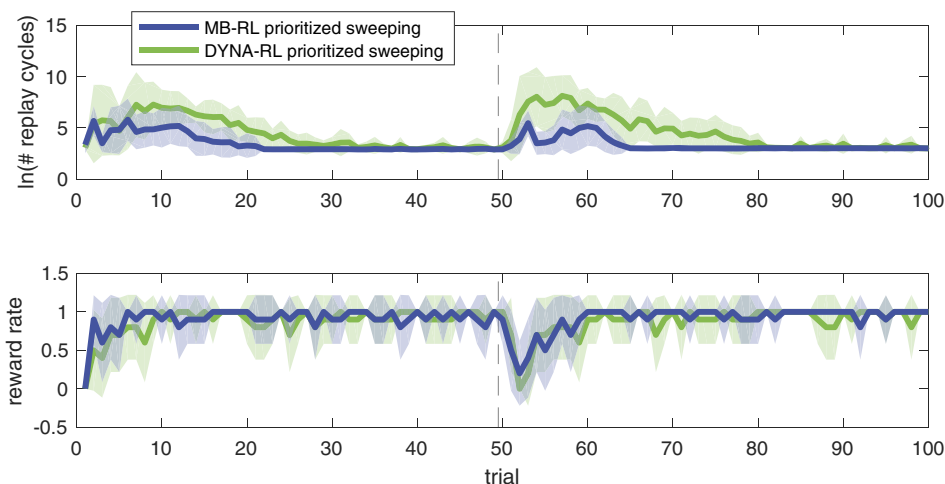 MB-RL prioritized sweeping
DYNA-RL prioritized sweeping
ln(# replay cycles)
15
10
5
0
0 10 20 30 40 50 60 70 80 90 100
reward rate
1.5
1
0.5
0
-0.5
0 10 20 30 40 50 60 70 80 90 100
trial